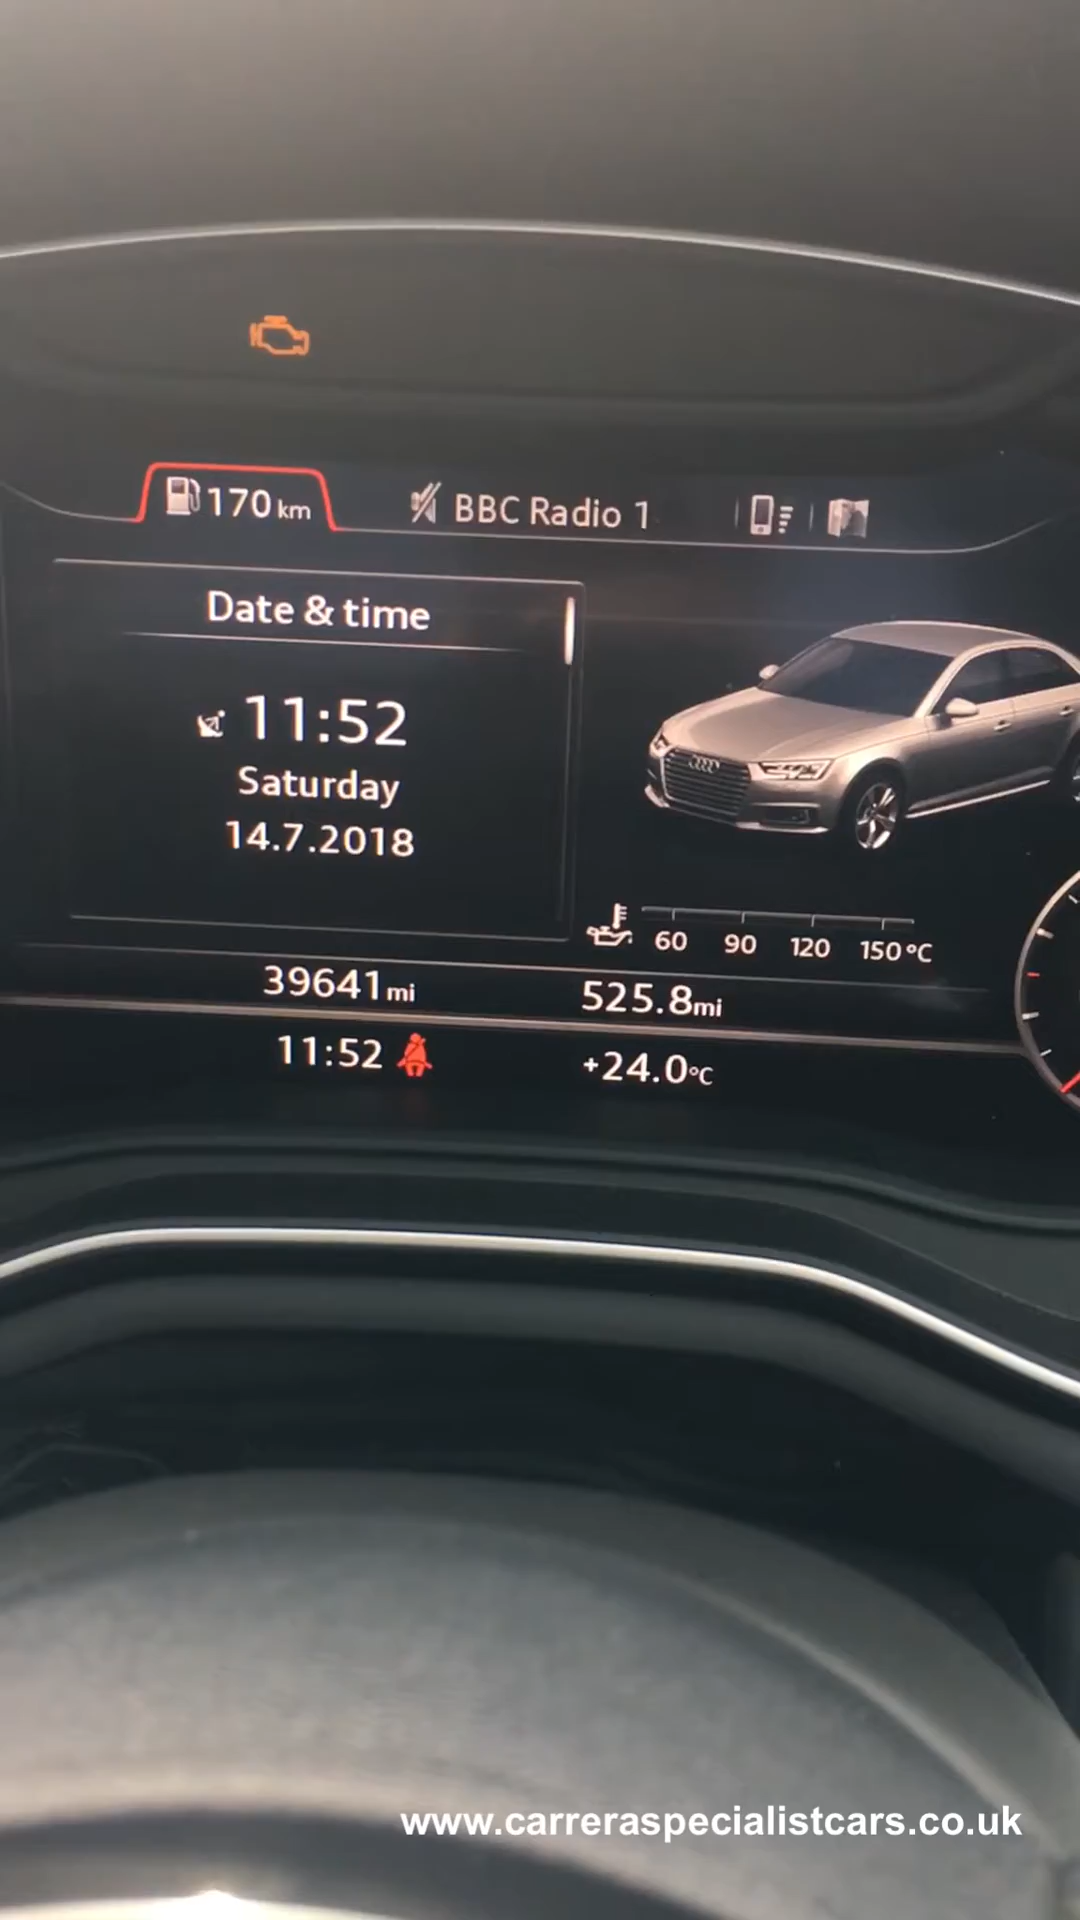 170 km
BBC Radio 1
Date & time
11:52
Saturday
14.7.2018
60 90 120 150 °C
39641 mi
525.8 mi
11:52
+24.0 °C
www.carreraspecialistcars.co.uk